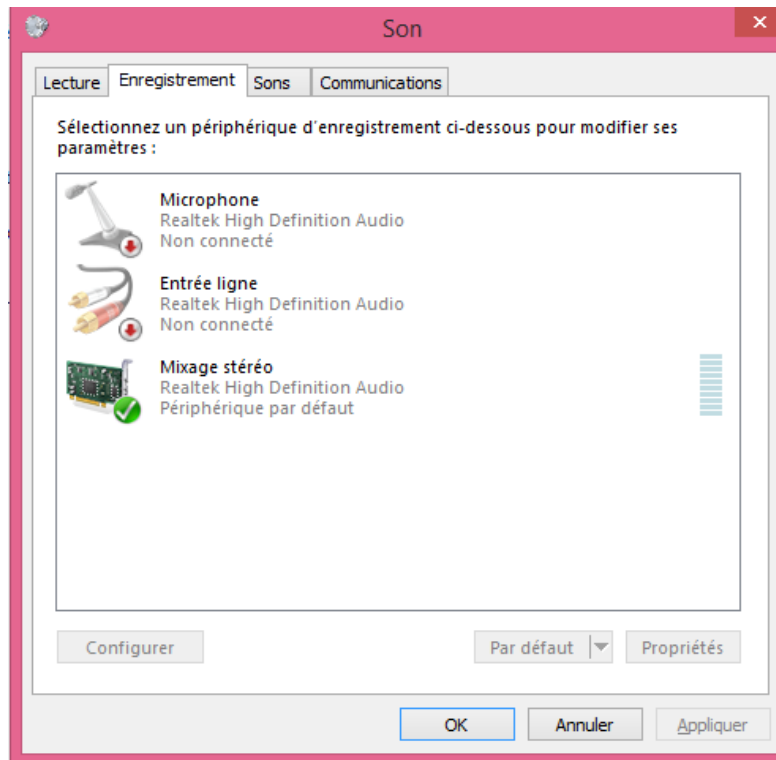 Son
Lecture
Enregistrement
Sons
Communications
Sélectionnez un périphérique d'enregistrement ci-dessous pour modifier ses
paramètres :
Microphone
Realtek High Definition Audio
Non connecté
Entrée ligne
Realtek High Definition Audio
Non connecté
Mixage stéréo
Realtek High Definition Audio
Périphérique par défaut
Configurer
Par défaut
Propriétés
OK
Annuler
Appliquer